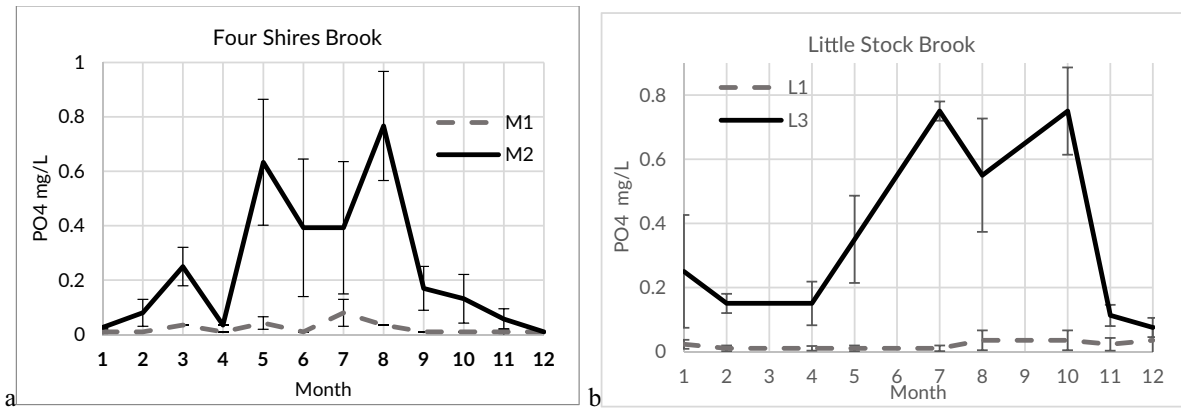 Four Shires Brook
1
0.8
0.6
0.4
0.2
0
PO4 mg/L
M1
M2
1 2 3 4 5 6 7 8 9 10 11 12
Month
a
Little Stock Brook
0.8
0.6
0.4
0.2
0
PO4 mg/L
L1
L3
1 2 3 4 5 6 7 8 9 10 11 12
Month
b